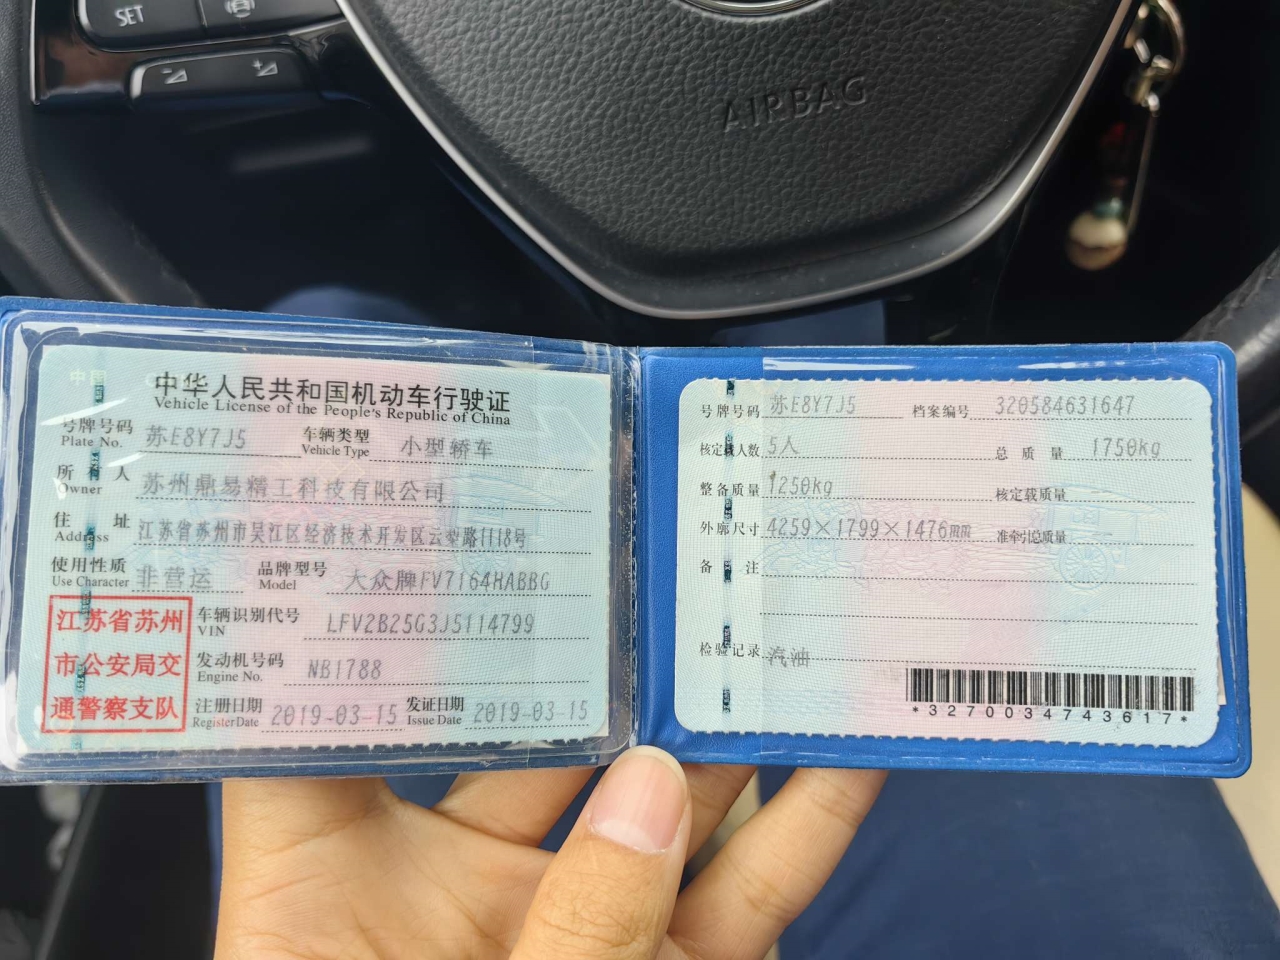 SET
AIRBAG
中华人民共和国机动车行驶证
Vehicle License of the People's Republic of China
号牌号码 苏E8Y7J5 车辆类型 小型轿车
Plate No. Vehicle Type
所有人 苏州鼎易精工科技有限公司
Owner
住址 江苏省苏州市吴江区经济技术开发区云梨路1118号
Address
使用性质 非营运 品牌型号 大众牌FV7164HABBG
Use Character Model
江苏省苏州
市公安局交
通警察支队
车辆识别代号 LFV2B25G3J5114799
VIN
发动机号码 NB1788
Engine No.
注册日期 2019-03-15 发证日期 2019-03-15
Register Date Issue Date
号牌号码 苏E8Y7J5 档案编号 320584631647
核定载人数 5人 总质量 1750kg
整备质量 1250kg 核定载质量
外廓尺寸 4259×1799×1476mm 准牵引总质量
备注
检验记录 汽油
*3270034743617*